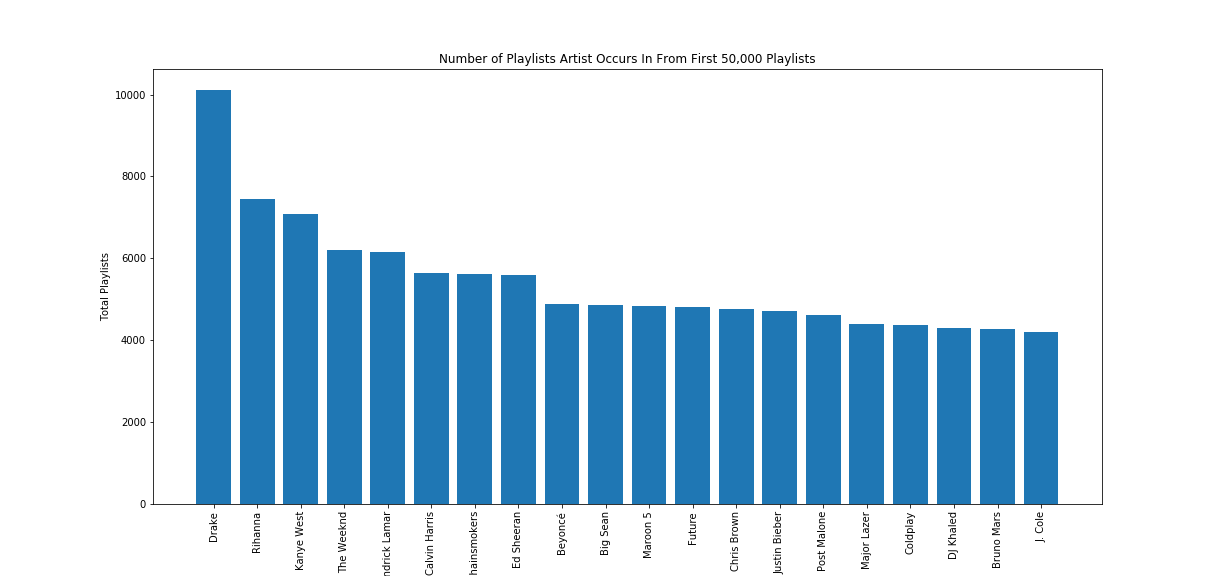 Number of Playlists Artist Occurs In From First 50,000 Playlists
Total Playlists
10000
8000
6000
4000
2000
0
Drake
Rihanna
Kanye West
The Weeknd
ndrick Lamar
Calvin Harris
hainsmokers
Ed Sheeran
Beyoncé
Big Sean
Maroon 5
Future
Chris Brown
Justin Bieber
Post Malone
Major Lazer
Coldplay
DJ Khaled
Bruno Mars
J. Cole